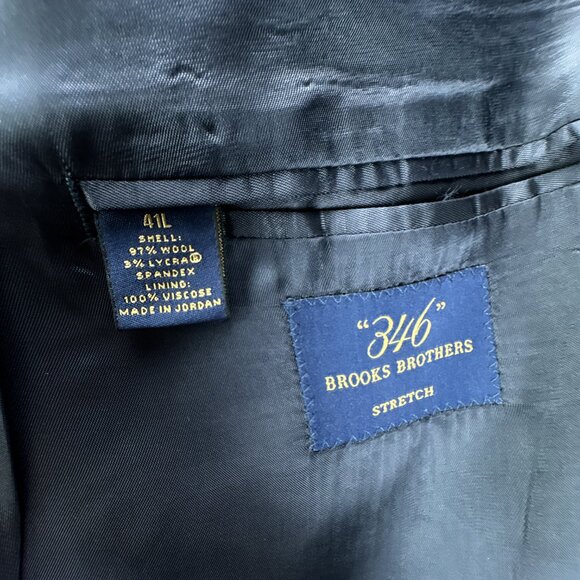 41L
SHELL:
97% WOOL
3% LYCRA®
SPANDEX
LINING:
100% VISCOSE
MADE IN JORDAN
"346"
BROOKS BROTHERS
STRETCH